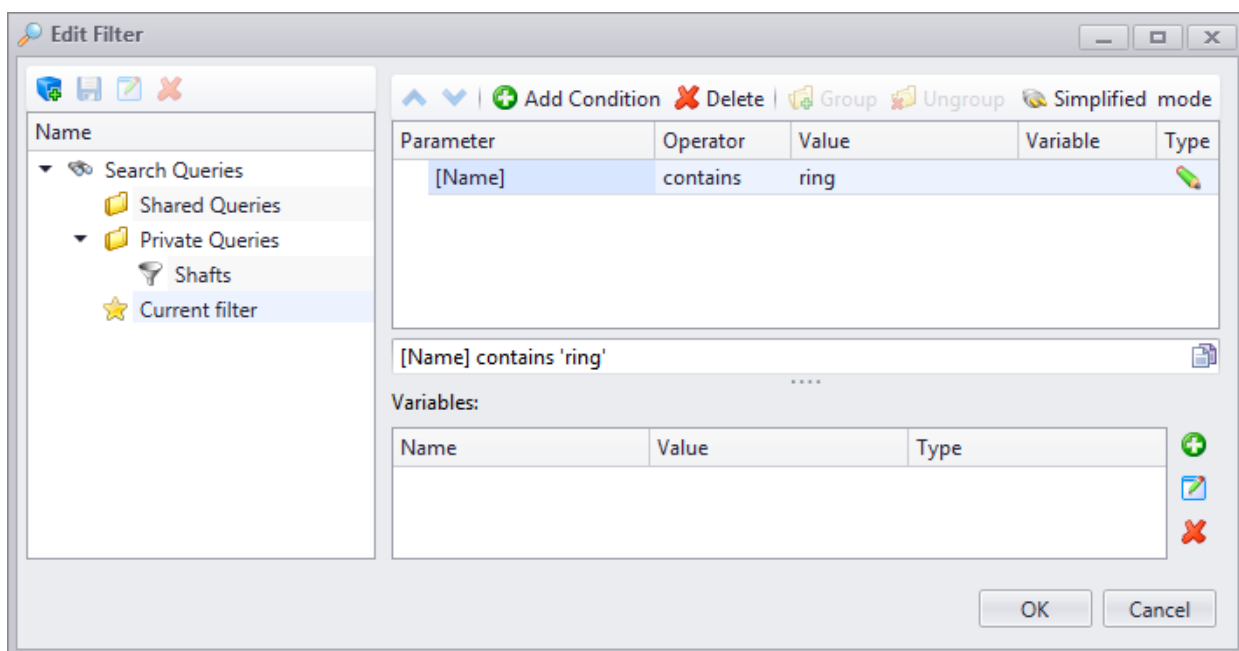 Edit Filter
Add Condition Delete Group Ungroup Simplified mode
Name
Search Queries
Shared Queries
Private Queries
Shafts
Current filter
Parameter Operator Value Variable Type
[Name] contains ring
[Name] contains 'ring'
Variables:
Name Value Type
OK Cancel